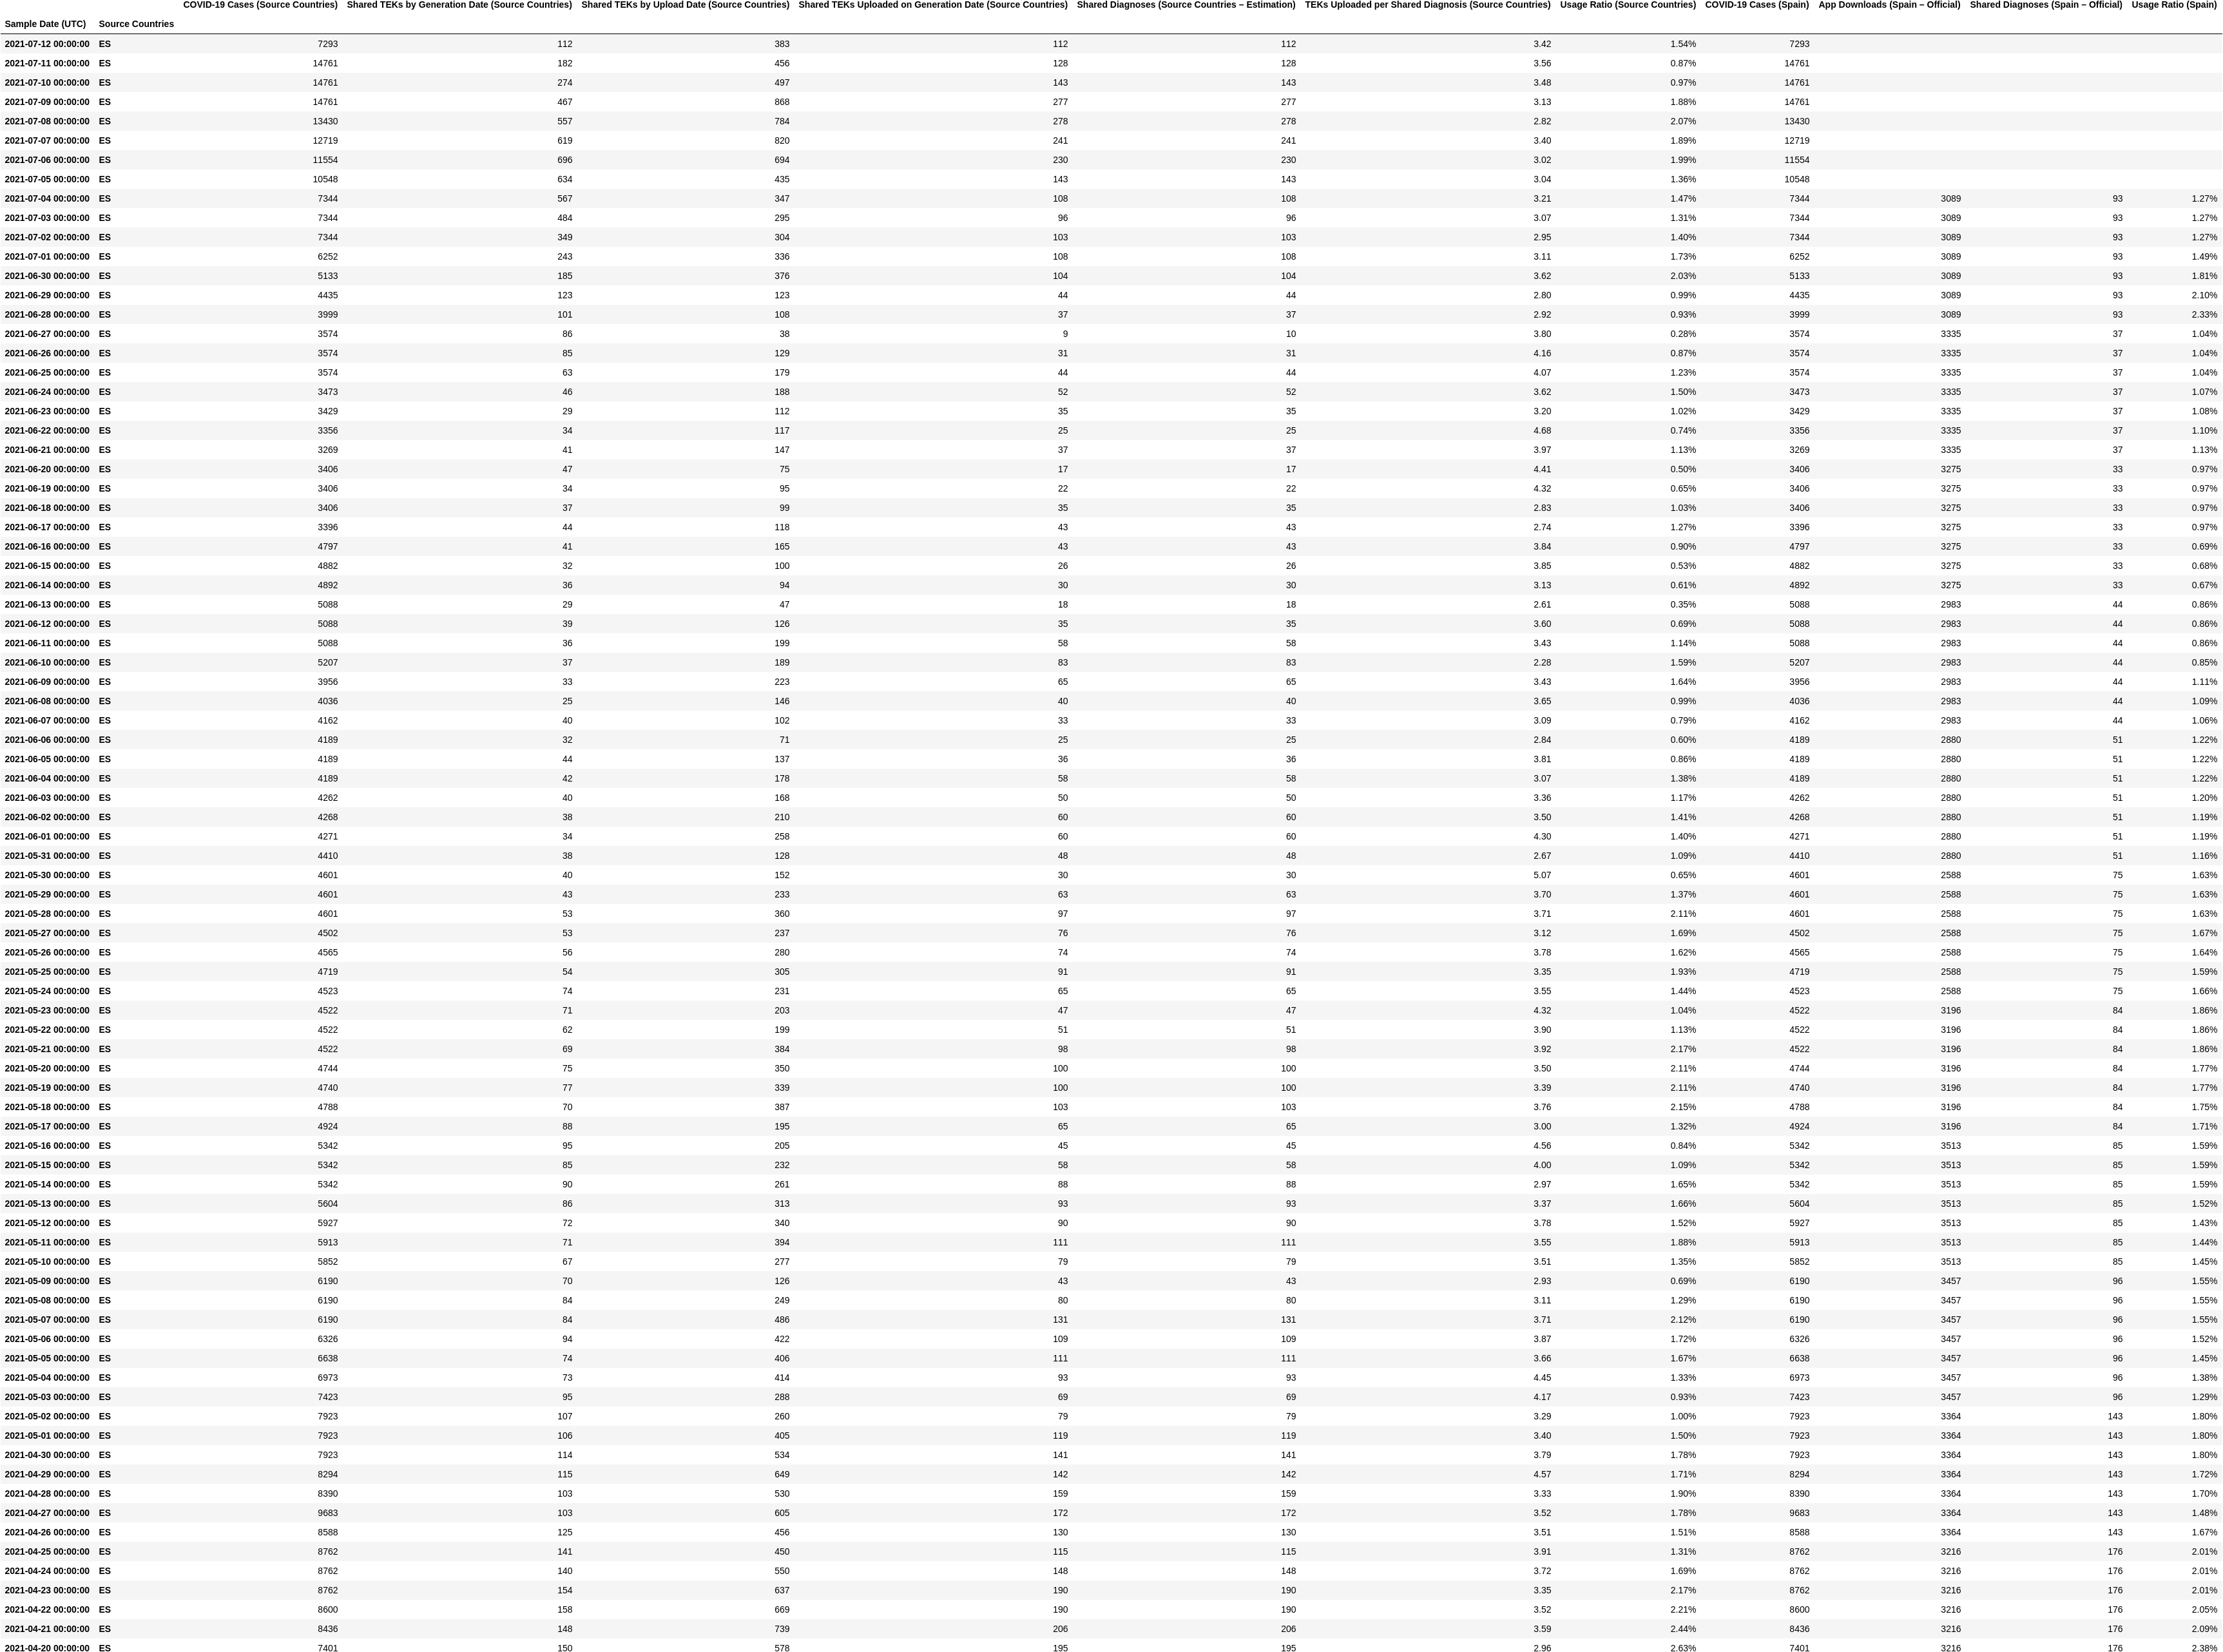 COVID-19 Cases (Source Countries) Shared TEKs by Generation Date (Source Countries) Shared TEKs by Upload Date (Source Countries) Shared TEKs Uploaded on Generation Date (Source Countries) Shared Diagnoses (Source Countries – Estimation) TEKs Uploaded per Shared Diagnosis (Source Countries) Usage Ratio (Source Countries) COVID-19 Cases (Spain) App Downloads (Spain – Official) Shared Diagnoses (Spain – Official) Usage Ratio (Spain)
Sample Date (UTC) Source Countries
2021-07-12 00:00:00 ES 7293 112 383 112 112 3.42 1.54% 7293
2021-07-11 00:00:00 ES 14761 182 456 128 128 3.56 0.87% 14761
2021-07-10 00:00:00 ES 14761 274 497 143 143 3.48 0.97% 14761
2021-07-09 00:00:00 ES 14761 467 868 277 277 3.13 1.88% 14761
2021-07-08 00:00:00 ES 13430 557 784 278 278 2.82 2.07% 13430
2021-07-07 00:00:00 ES 12719 619 820 241 241 3.40 1.89% 12719
2021-07-06 00:00:00 ES 11554 696 694 230 230 3.02 1.99% 11554
2021-07-05 00:00:00 ES 10548 634 435 143 143 3.04 1.36% 10548
2021-07-04 00:00:00 ES 7344 567 347 108 108 3.21 1.47% 7344 3089 93 1.27%
2021-07-03 00:00:00 ES 7344 484 295 96 96 3.07 1.31% 7344 3089 93 1.27%
2021-07-02 00:00:00 ES 7344 349 304 103 103 2.95 1.40% 7344 3089 93 1.27%
2021-07-01 00:00:00 ES 6252 243 336 108 108 3.11 1.73% 6252 3089 93 1.49%
2021-06-30 00:00:00 ES 5133 185 376 104 104 3.62 2.03% 5133 3089 93 1.81%
2021-06-29 00:00:00 ES 4435 123 123 44 44 2.80 0.99% 4435 3089 93 2.10%
2021-06-28 00:00:00 ES 3999 101 108 37 37 2.92 0.93% 3999 3089 93 2.33%
2021-06-27 00:00:00 ES 3574 86 38 9 10 3.80 0.28% 3574 3335 37 1.04%
2021-06-26 00:00:00 ES 3574 85 129 31 31 4.16 0.87% 3574 3335 37 1.04%
2021-06-25 00:00:00 ES 3574 63 179 44 44 4.07 1.23% 3574 3335 37 1.04%
2021-06-24 00:00:00 ES 3473 46 188 52 52 3.62 1.50% 3473 3335 37 1.07%
2021-06-23 00:00:00 ES 3429 29 112 35 35 3.20 1.02% 3429 3335 37 1.08%
2021-06-22 00:00:00 ES 3356 34 117 25 25 4.68 0.74% 3356 3335 37 1.10%
2021-06-21 00:00:00 ES 3269 41 147 37 37 3.97 1.13% 3269 3335 37 1.13%
2021-06-20 00:00:00 ES 3406 47 75 17 17 4.41 0.50% 3406 3275 33 0.97%
2021-06-19 00:00:00 ES 3406 34 95 22 22 4.32 0.65% 3406 3275 33 0.97%
2021-06-18 00:00:00 ES 3406 37 99 35 35 2.83 1.03% 3406 3275 33 0.97%
2021-06-17 00:00:00 ES 3396 44 118 43 43 2.74 1.27% 3396 3275 33 0.97%
2021-06-16 00:00:00 ES 4797 41 165 43 43 3.84 0.90% 4797 3275 33 0.69%
2021-06-15 00:00:00 ES 4882 32 100 26 26 3.85 0.53% 4882 3275 33 0.68%
2021-06-14 00:00:00 ES 4892 36 94 30 30 3.13 0.61% 4892 3275 33 0.67%
2021-06-13 00:00:00 ES 5088 29 47 18 18 2.61 0.35% 5088 2983 44 0.86%
2021-06-12 00:00:00 ES 5088 39 126 35 35 3.60 0.69% 5088 2983 44 0.86%
2021-06-11 00:00:00 ES 5088 36 199 58 58 3.43 1.14% 5088 2983 44 0.86%
2021-06-10 00:00:00 ES 5207 37 189 83 83 2.28 1.59% 5207 2983 44 0.85%
2021-06-09 00:00:00 ES 3956 33 223 65 65 3.43 1.64% 3956 2983 44 1.11%
2021-06-08 00:00:00 ES 4036 25 146 40 40 3.65 0.99% 4036 2983 44 1.09%
2021-06-07 00:00:00 ES 4162 40 102 33 33 3.09 0.79% 4162 2983 44 1.06%
2021-06-06 00:00:00 ES 4189 32 71 25 25 2.84 0.60% 4189 2880 51 1.22%
2021-06-05 00:00:00 ES 4189 44 137 36 36 3.81 0.86% 4189 2880 51 1.22%
2021-06-04 00:00:00 ES 4189 42 178 58 58 3.07 1.38% 4189 2880 51 1.22%
2021-06-03 00:00:00 ES 4262 40 168 50 50 3.36 1.17% 4262 2880 51 1.20%
2021-06-02 00:00:00 ES 4268 38 210 60 60 3.50 1.41% 4268 2880 51 1.19%
2021-06-01 00:00:00 ES 4271 34 258 60 60 4.30 1.40% 4271 2880 51 1.19%
2021-05-31 00:00:00 ES 4410 38 128 48 48 2.67 1.09% 4410 2880 51 1.16%
2021-05-30 00:00:00 ES 4601 40 152 30 30 5.07 0.65% 4601 2588 75 1.63%
2021-05-29 00:00:00 ES 4601 43 233 63 63 3.70 1.37% 4601 2588 75 1.63%
2021-05-28 00:00:00 ES 4601 53 360 97 97 3.71 2.11% 4601 2588 75 1.63%
2021-05-27 00:00:00 ES 4502 53 237 76 76 3.12 1.69% 4502 2588 75 1.67%
2021-05-26 00:00:00 ES 4565 56 280 74 74 3.78 1.62% 4565 2588 75 1.64%
2021-05-25 00:00:00 ES 4719 54 305 91 91 3.35 1.93% 4719 2588 75 1.59%
2021-05-24 00:00:00 ES 4523 74 231 65 65 3.55 1.44% 4523 2588 75 1.66%
2021-05-23 00:00:00 ES 4522 71 203 47 47 4.32 1.04% 4522 3196 84 1.86%
2021-05-22 00:00:00 ES 4522 62 199 51 51 3.90 1.13% 4522 3196 84 1.86%
2021-05-21 00:00:00 ES 4522 69 384 98 98 3.92 2.17% 4522 3196 84 1.86%
2021-05-20 00:00:00 ES 4744 75 350 100 100 3.50 2.11% 4744 3196 84 1.77%
2021-05-19 00:00:00 ES 4740 77 339 100 100 3.39 2.11% 4740 3196 84 1.77%
2021-05-18 00:00:00 ES 4788 70 387 103 103 3.76 2.15% 4788 3196 84 1.75%
2021-05-17 00:00:00 ES 4924 88 195 65 65 3.00 1.32% 4924 3196 84 1.71%
2021-05-16 00:00:00 ES 5342 95 205 45 45 4.56 0.84% 5342 3513 85 1.59%
2021-05-15 00:00:00 ES 5342 85 232 58 58 4.00 1.09% 5342 3513 85 1.59%
2021-05-14 00:00:00 ES 5342 90 261 88 88 2.97 1.65% 5342 3513 85 1.59%
2021-05-13 00:00:00 ES 5604 86 313 93 93 3.37 1.66% 5604 3513 85 1.52%
2021-05-12 00:00:00 ES 5927 72 340 90 90 3.78 1.52% 5927 3513 85 1.43%
2021-05-11 00:00:00 ES 5913 71 394 111 111 3.55 1.88% 5913 3513 85 1.44%
2021-05-10 00:00:00 ES 5852 67 277 79 79 3.51 1.35% 5852 3513 85 1.45%
2021-05-09 00:00:00 ES 6190 70 126 43 43 2.93 0.69% 6190 3457 96 1.55%
2021-05-08 00:00:00 ES 6190 84 249 80 80 3.11 1.29% 6190 3457 96 1.55%
2021-05-07 00:00:00 ES 6190 84 486 131 131 3.71 2.12% 6190 3457 96 1.55%
2021-05-06 00:00:00 ES 6326 94 422 109 109 3.87 1.72% 6326 3457 96 1.52%
2021-05-05 00:00:00 ES 6638 74 406 111 111 3.66 1.67% 6638 3457 96 1.45%
2021-05-04 00:00:00 ES 6973 73 414 93 93 4.45 1.33% 6973 3457 96 1.38%
2021-05-03 00:00:00 ES 7423 95 288 69 69 4.17 0.93% 7423 3457 96 1.29%
2021-05-02 00:00:00 ES 7923 107 260 79 79 3.29 1.00% 7923 3364 143 1.80%
2021-05-01 00:00:00 ES 7923 106 405 119 119 3.40 1.50% 7923 3364 143 1.80%
2021-04-30 00:00:00 ES 7923 114 534 141 141 3.79 1.78% 7923 3364 143 1.80%
2021-04-29 00:00:00 ES 8294 115 649 142 142 4.57 1.71% 8294 3364 143 1.72%
2021-04-28 00:00:00 ES 8390 103 530 159 159 3.33 1.90% 8390 3364 143 1.70%
2021-04-27 00:00:00 ES 9683 103 605 172 172 3.52 1.78% 9683 3364 143 1.48%
2021-04-26 00:00:00 ES 8588 125 456 130 130 3.51 1.51% 8588 3364 143 1.67%
2021-04-25 00:00:00 ES 8762 141 450 115 115 3.91 1.31% 8762 3216 176 2.01%
2021-04-24 00:00:00 ES 8762 140 550 148 148 3.72 1.69% 8762 3216 176 2.01%
2021-04-23 00:00:00 ES 8762 154 637 190 190 3.35 2.17% 8762 3216 176 2.01%
2021-04-22 00:00:00 ES 8600 158 669 190 190 3.52 2.21% 8600 3216 176 2.05%
2021-04-21 00:00:00 ES 8436 148 739 206 206 3.59 2.44% 8436 3216 176 2.09%
2021-04-20 00:00:00 ES 7401 150 578 195 195 2.96 2.63% 7401 3216 176 2.38%